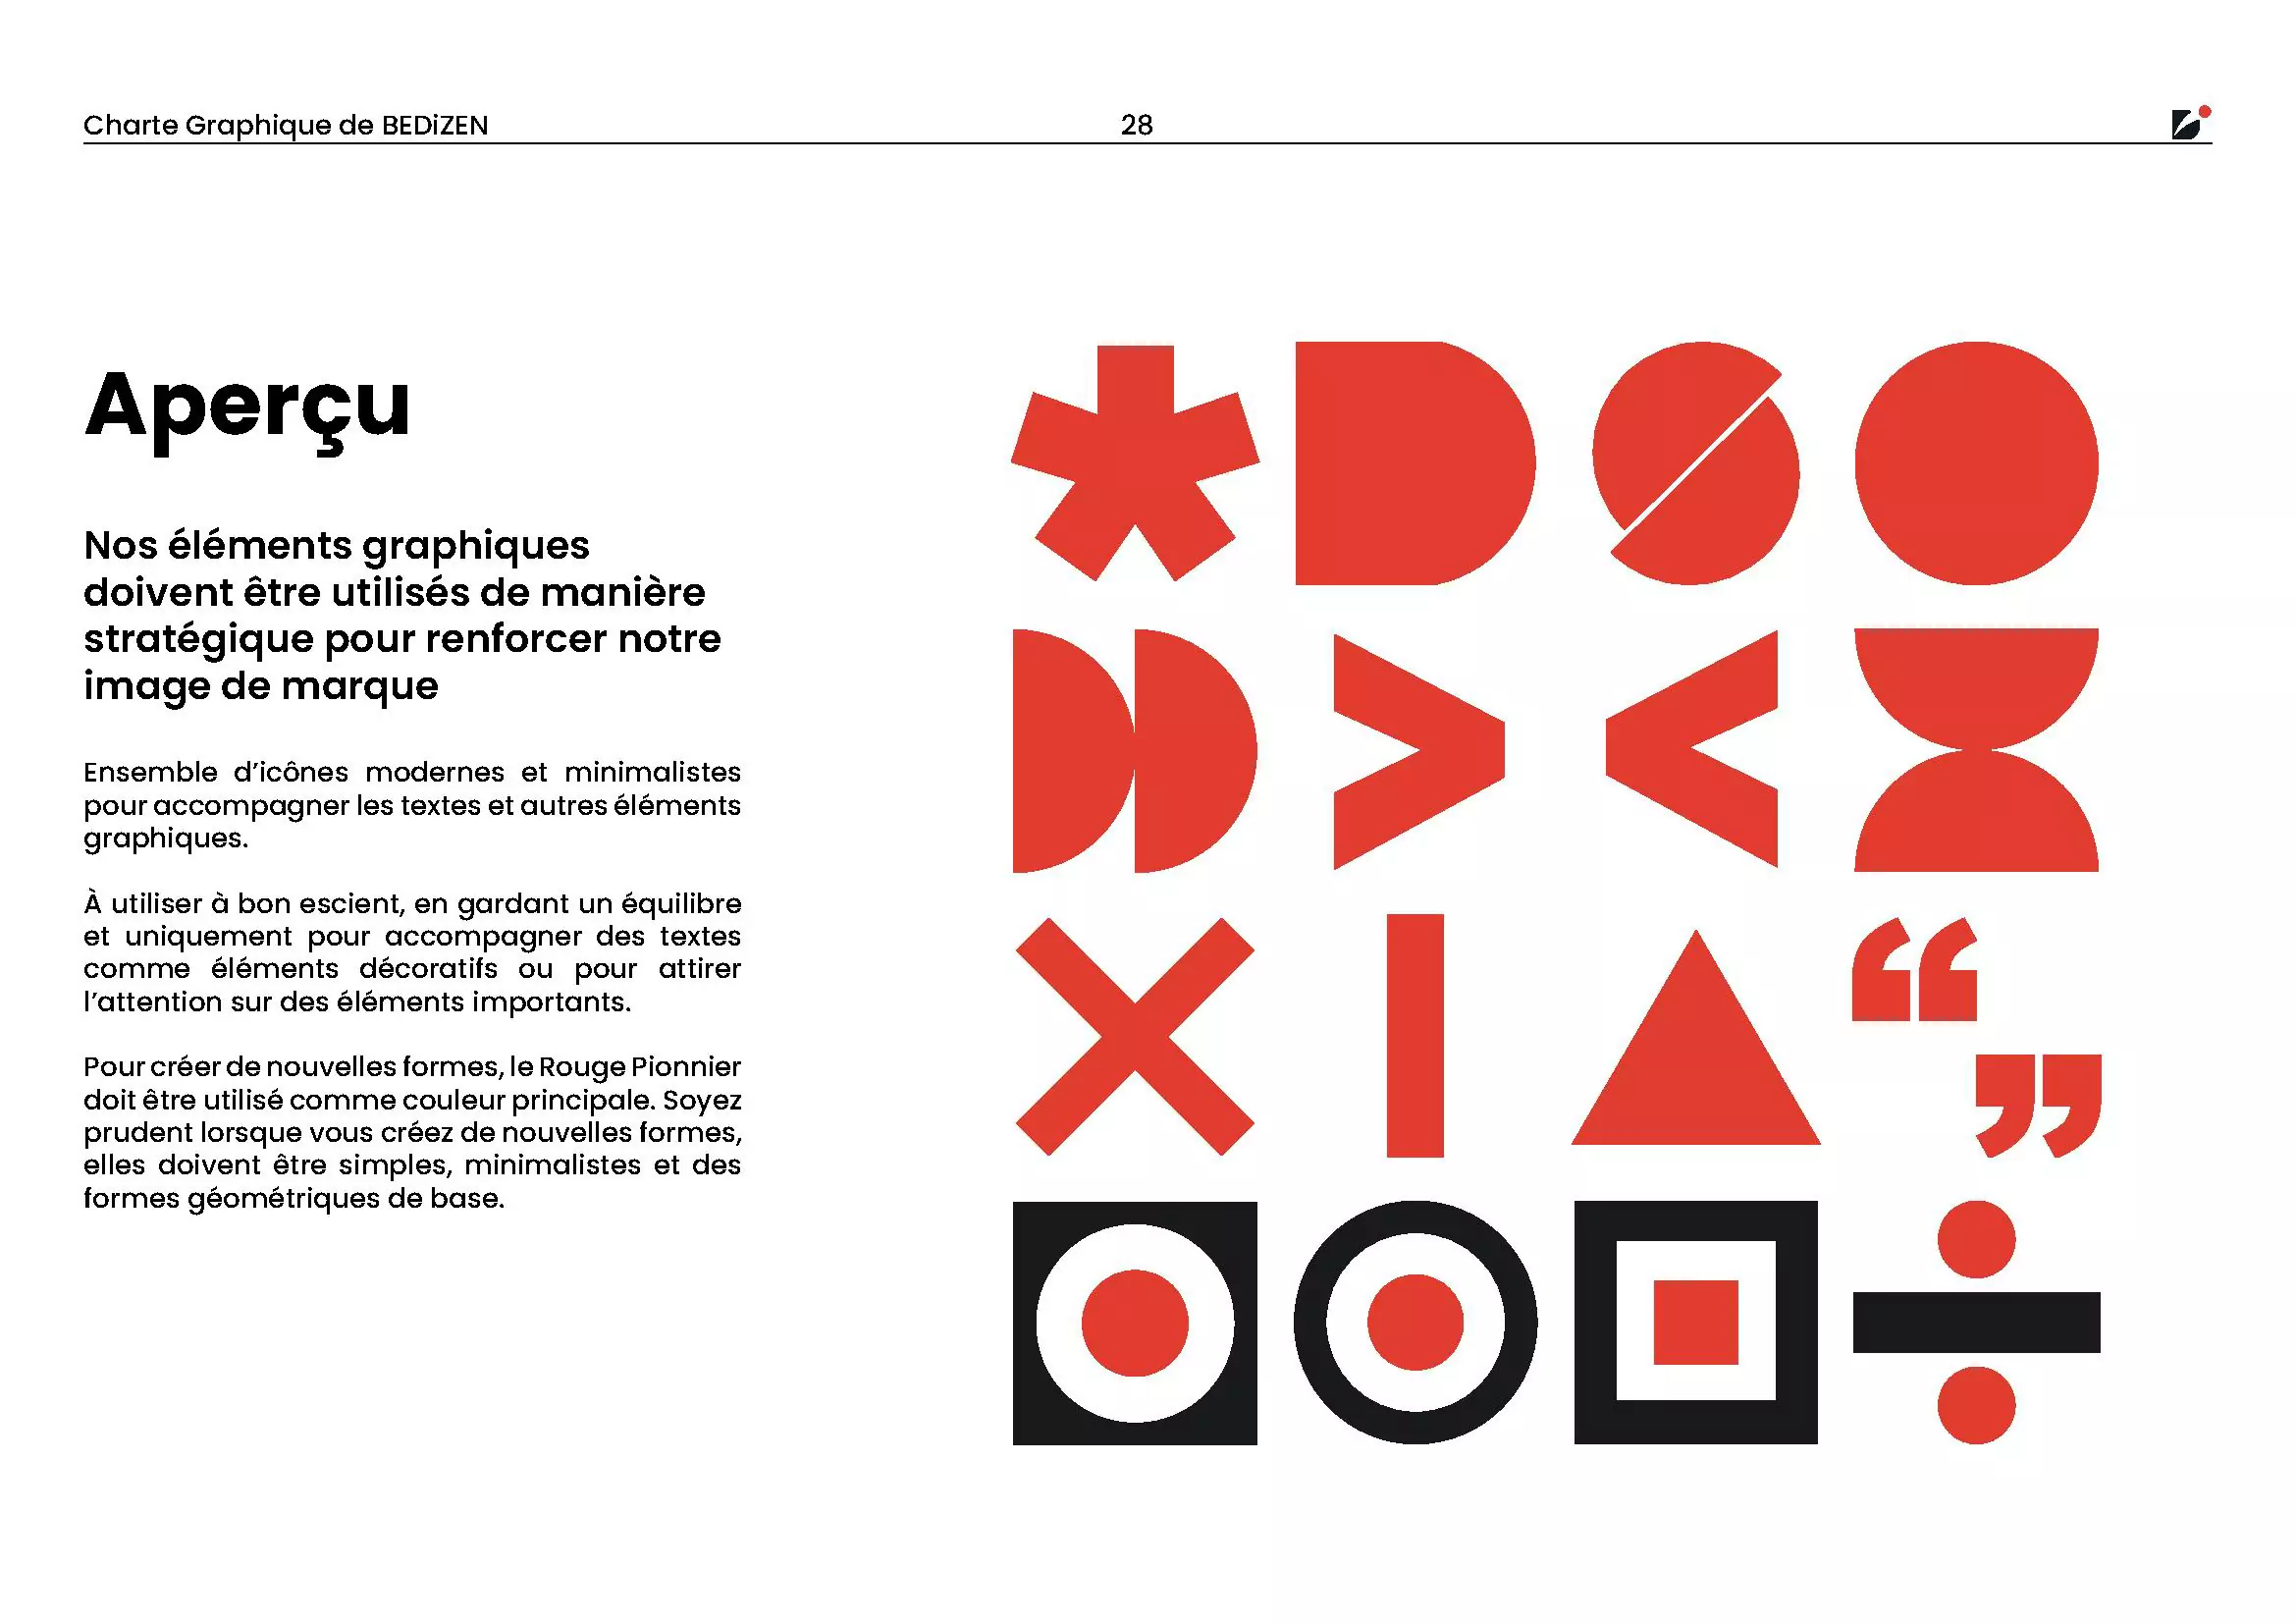 Charte Graphique de BEDiZEN
28
Aperçu
Nos éléments graphiques
doivent être utilisés de manière
stratégique pour renforcer notre
image de marque
Ensemble d’icônes modernes et minimalistes
pour accompagner les textes et autres éléments
graphiques.
À utiliser à bon escient, en gardant un équilibre
et uniquement pour accompagner des textes
comme éléments décoratifs ou pour attirer
l’attention sur des éléments importants.
Pour créer de nouvelles formes, le Rouge Pionnier
doit être utilisé comme couleur principale. Soyez
prudent lorsque vous créez de nouvelles formes,
elles doivent être simples, minimalistes et des
formes géométriques de base.